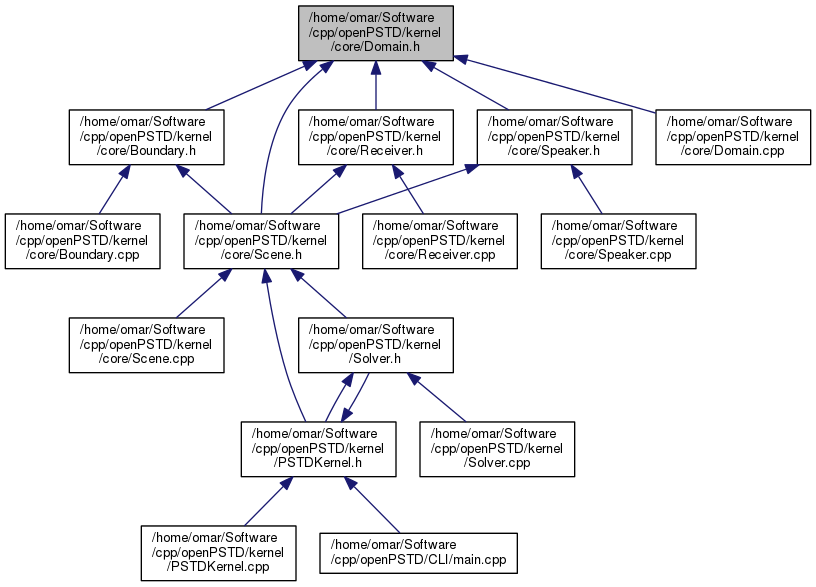 /home/omar/Software
/cpp/openPSTD/kernel
/core/Domain.h
/home/omar/Software
/cpp/openPSTD/kernel
/core/Boundary.h
/home/omar/Software
/cpp/openPSTD/kernel
/core/Receiver.h
/home/omar/Software
/cpp/openPSTD/kernel
/core/Speaker.h
/home/omar/Software
/cpp/openPSTD/kernel
/core/Domain.cpp
/home/omar/Software
/cpp/openPSTD/kernel
/core/Boundary.cpp
/home/omar/Software
/cpp/openPSTD/kernel
/core/Scene.h
/home/omar/Software
/cpp/openPSTD/kernel
/core/Receiver.cpp
/home/omar/Software
/cpp/openPSTD/kernel
/core/Speaker.cpp
/home/omar/Software
/cpp/openPSTD/kernel
/core/Scene.cpp
/home/omar/Software
/cpp/openPSTD/kernel
/Solver.h
/home/omar/Software
/cpp/openPSTD/kernel
/PSTDKernel.h
/home/omar/Software
/cpp/openPSTD/kernel
/Solver.cpp
/home/omar/Software
/cpp/openPSTD/kernel
/PSTDKernel.cpp
/home/omar/Software
/cpp/openPSTD/CLI/main.cpp